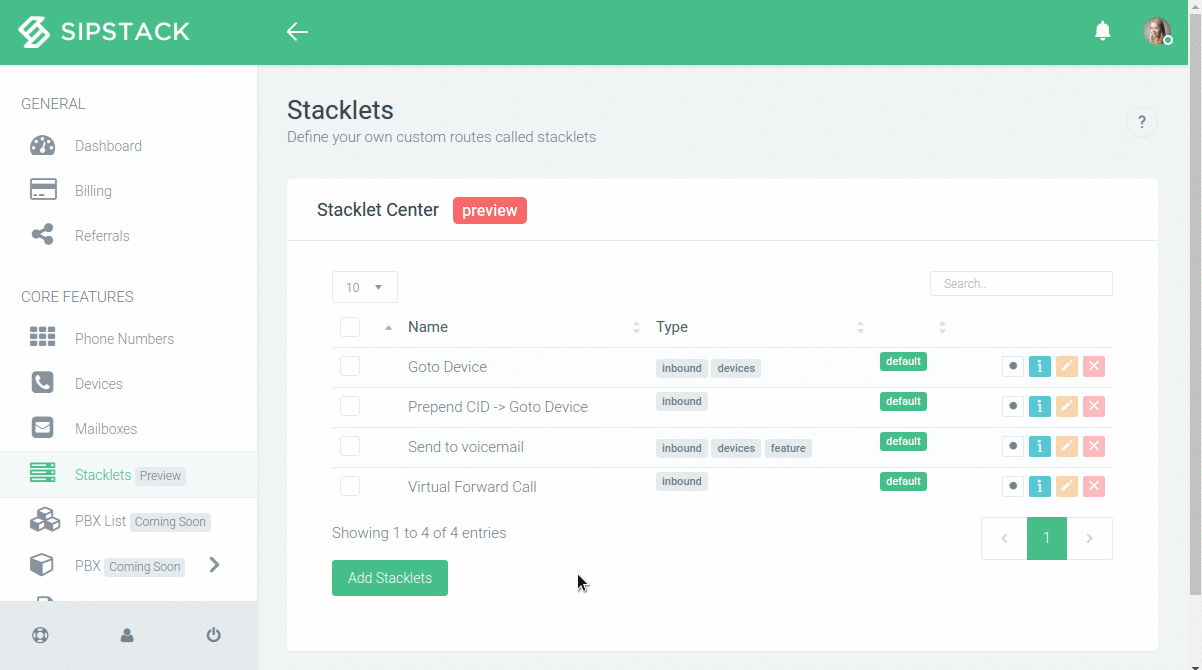 SIPSTACK
GENERAL
Dashboard
Billing
Referrals
CORE FEATURES
Phone Numbers
Devices
Mailboxes
Stacklets Preview
PBX List Coming Soon
PBX Coming Soon
Stacklets
Define your own custom routes called stacklets
?
Stacklet Center preview
10
Search..
Name Type
Goto Device inbound devices default
Prepend CID -> Goto Device inbound default
Send to voicemail inbound devices feature default
Virtual Forward Call inbound default
Showing 1 to 4 of 4 entries
1
Add Stacklets